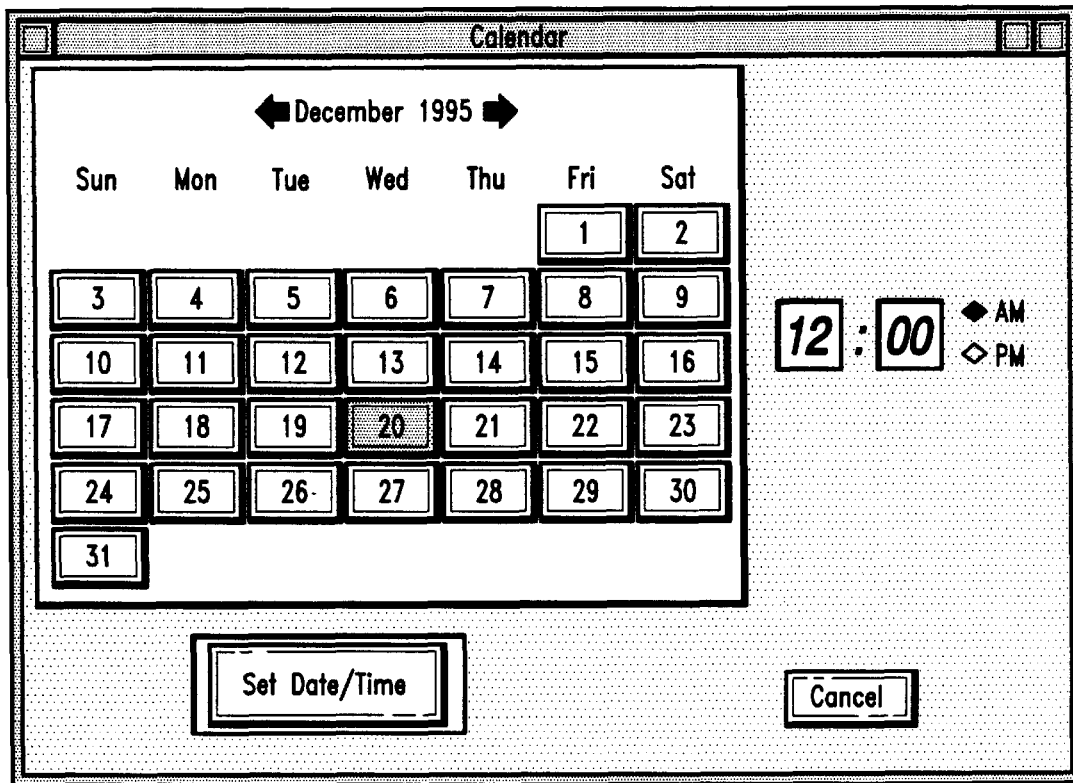 Calendar
December 1995
Sun Mon Tue Wed Thu Fri Sat
1 2
3 4 5 6 7 8 9
10 11 12 13 14 15 16
17 18 19 20 21 22 23
24 25 26 27 28 29 30
31
12 : 00
AM
PM
Set Date/Time
Cancel